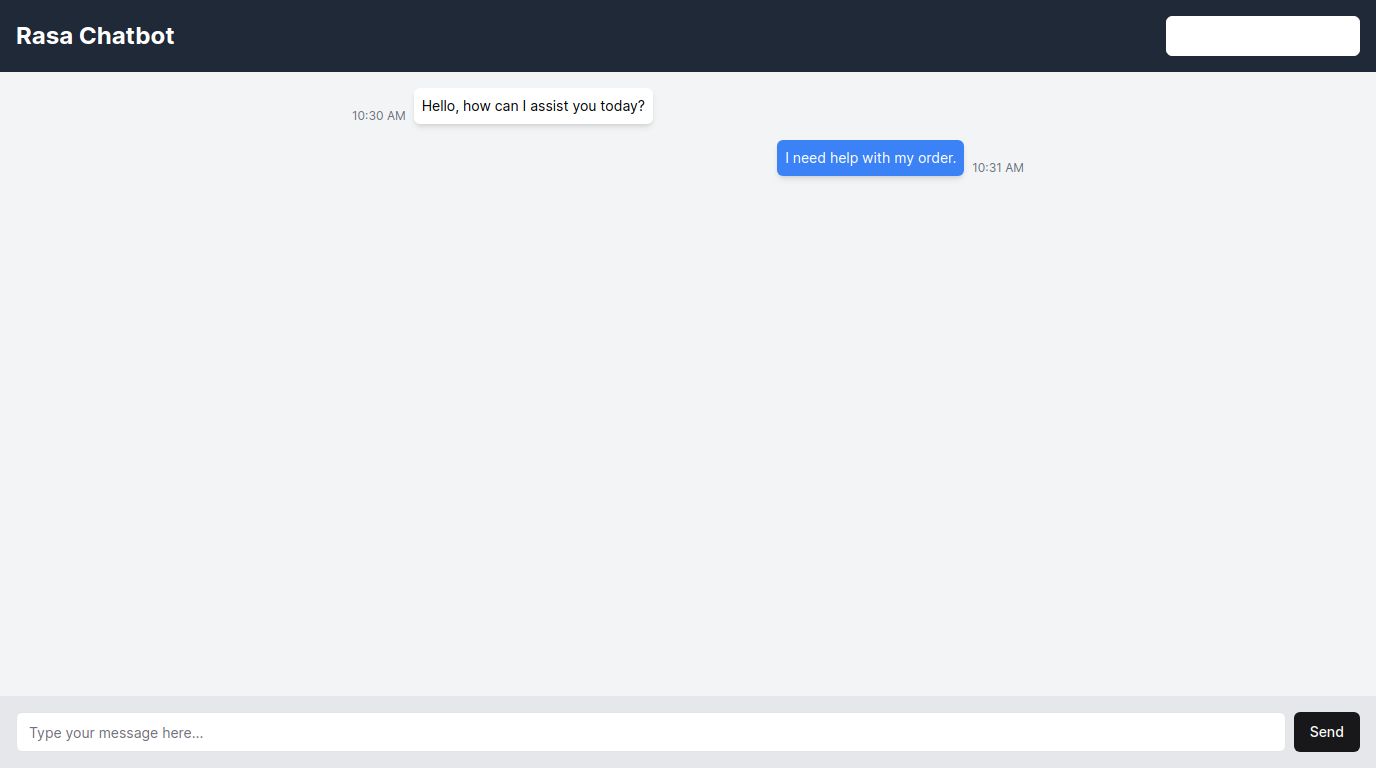 Rasa Chatbot
10:30 AM
Hello, how can I assist you today?
I need help with my order.
10:31 AM
Type your message here...
Send